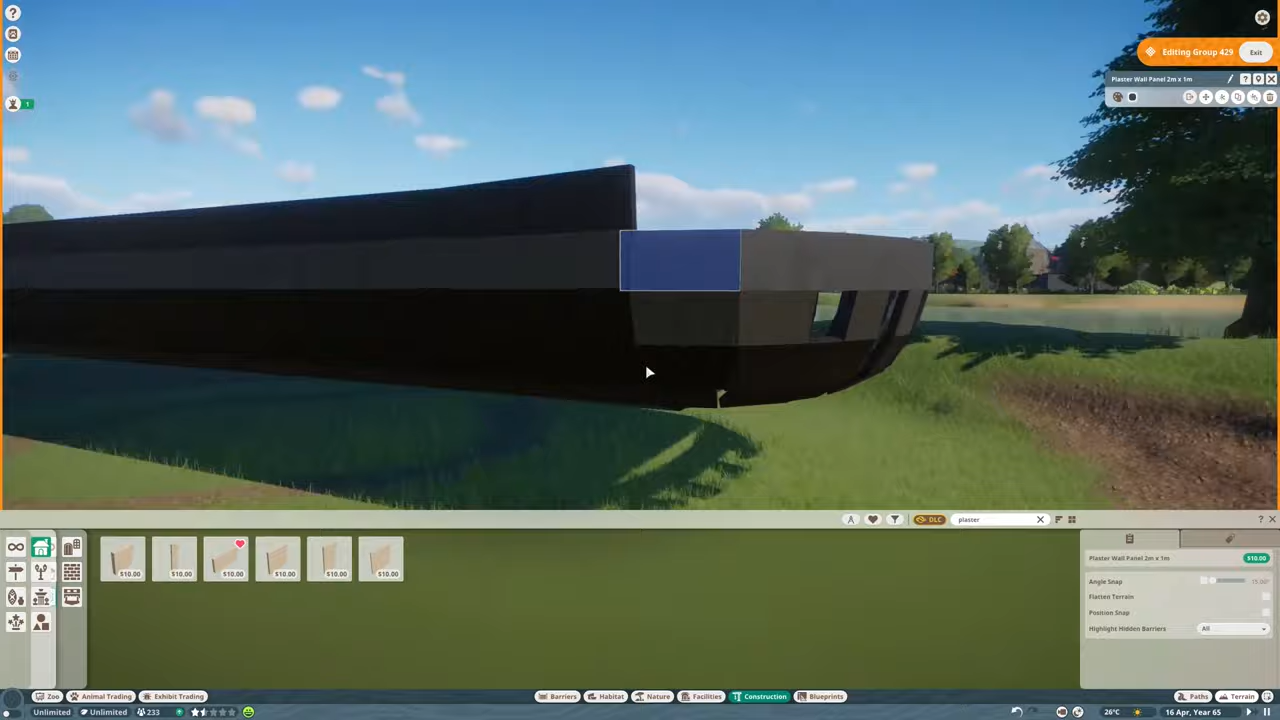 Editing Group 429
Exit
Plaster Wall Panel 2m x 1m
?
1
DLC
plaster
?
$10.00
$10.00
$10.00
$10.00
$10.00
$10.00
Plaster Wall Panel 2m x 1m
$10.00
Angle Snap
Flatten Terrain
Position Snap
Highlight Hidden Barriers
All
Zoo
Animal Trading
Exhibit Trading
Barriers
Habitat
Nature
Facilities
Construction
Blueprints
Paths
Terrain
Unlimited
Unlimited
233
26°C
16 Apr, Year 65